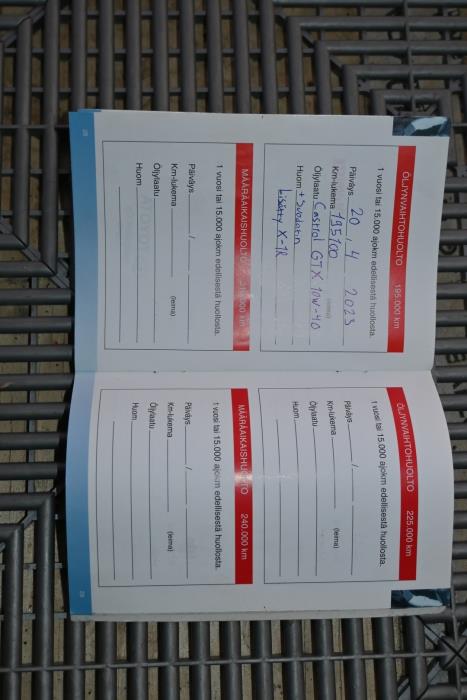 ÖLJYNVAIHTOHUOLTO 195.000 km
1 vuosi tai 15.000 ajokm edellisestä huollosta.
Päiväys 20.4 2023
Km-lukema 195100 (leima)
Öljylaatu Castrol GTX 10W-40
Huom + Suodatin
Lisätty X-1R
MÄÄRÄAIKAISHUOLTO 210.000 km
1 vuosi tai 15.000 ajokm edellisestä huollosta.
Päiväys /
Km-lukema (leima)
Öljylaatu
Huom.
ÖLJYNVAIHTOHUOLTO 225.000 km
1 vuosi tai 15.000 ajokm edellisestä huollosta.
Päiväys /
Km-lukema (leima)
Öljylaatu
Huom.
MÄÄRÄAIKAISHUOLTO 240.000 km
1 vuosi tai 15.000 ajokm edellisestä huollosta.
Päiväys /
Km-lukema (leima)
Öljylaatu
Huom.